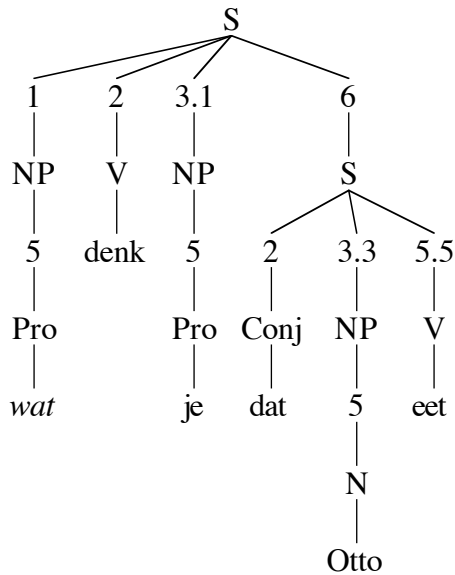 S
1 2 3.1 6
NP V NP S
5 denk 5 2 3.3 5.5
Pro Pro Conj NP V
wat je dat 5 eet
N
Otto